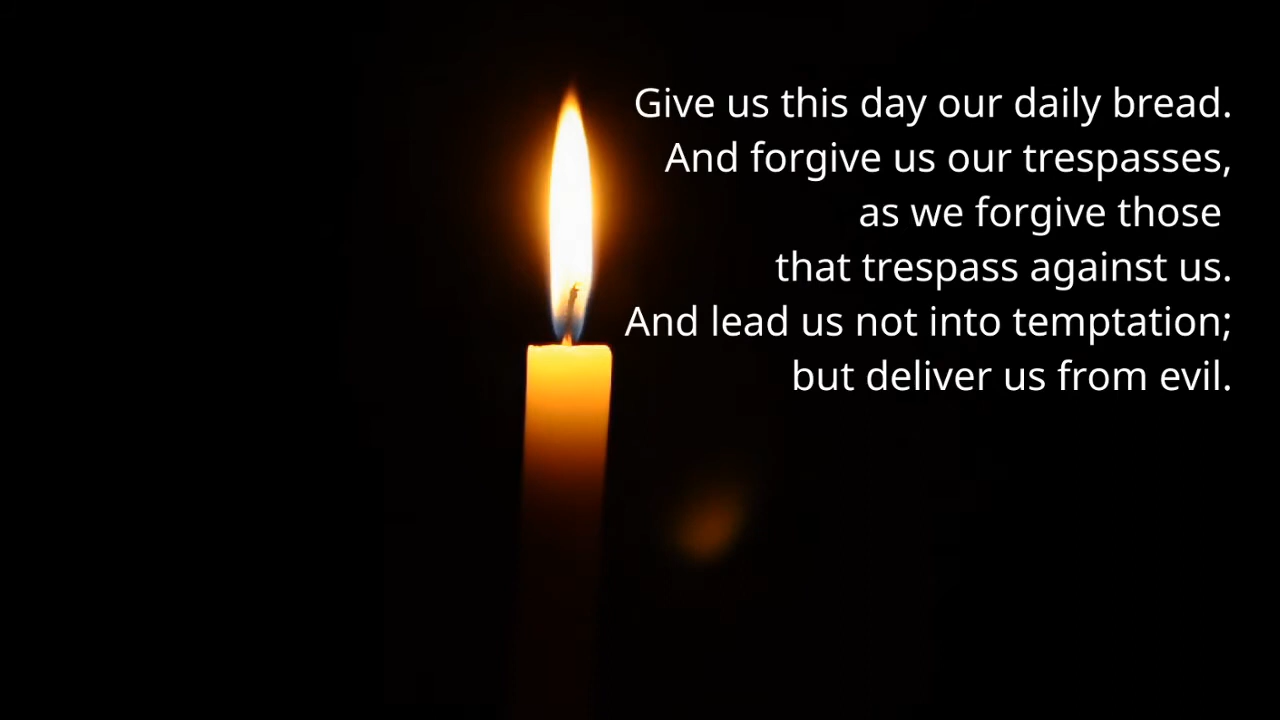 Give us this day our daily bread.
And forgive us our trespasses,
as we forgive those
that trespass against us.
And lead us not into temptation;
but deliver us from evil.